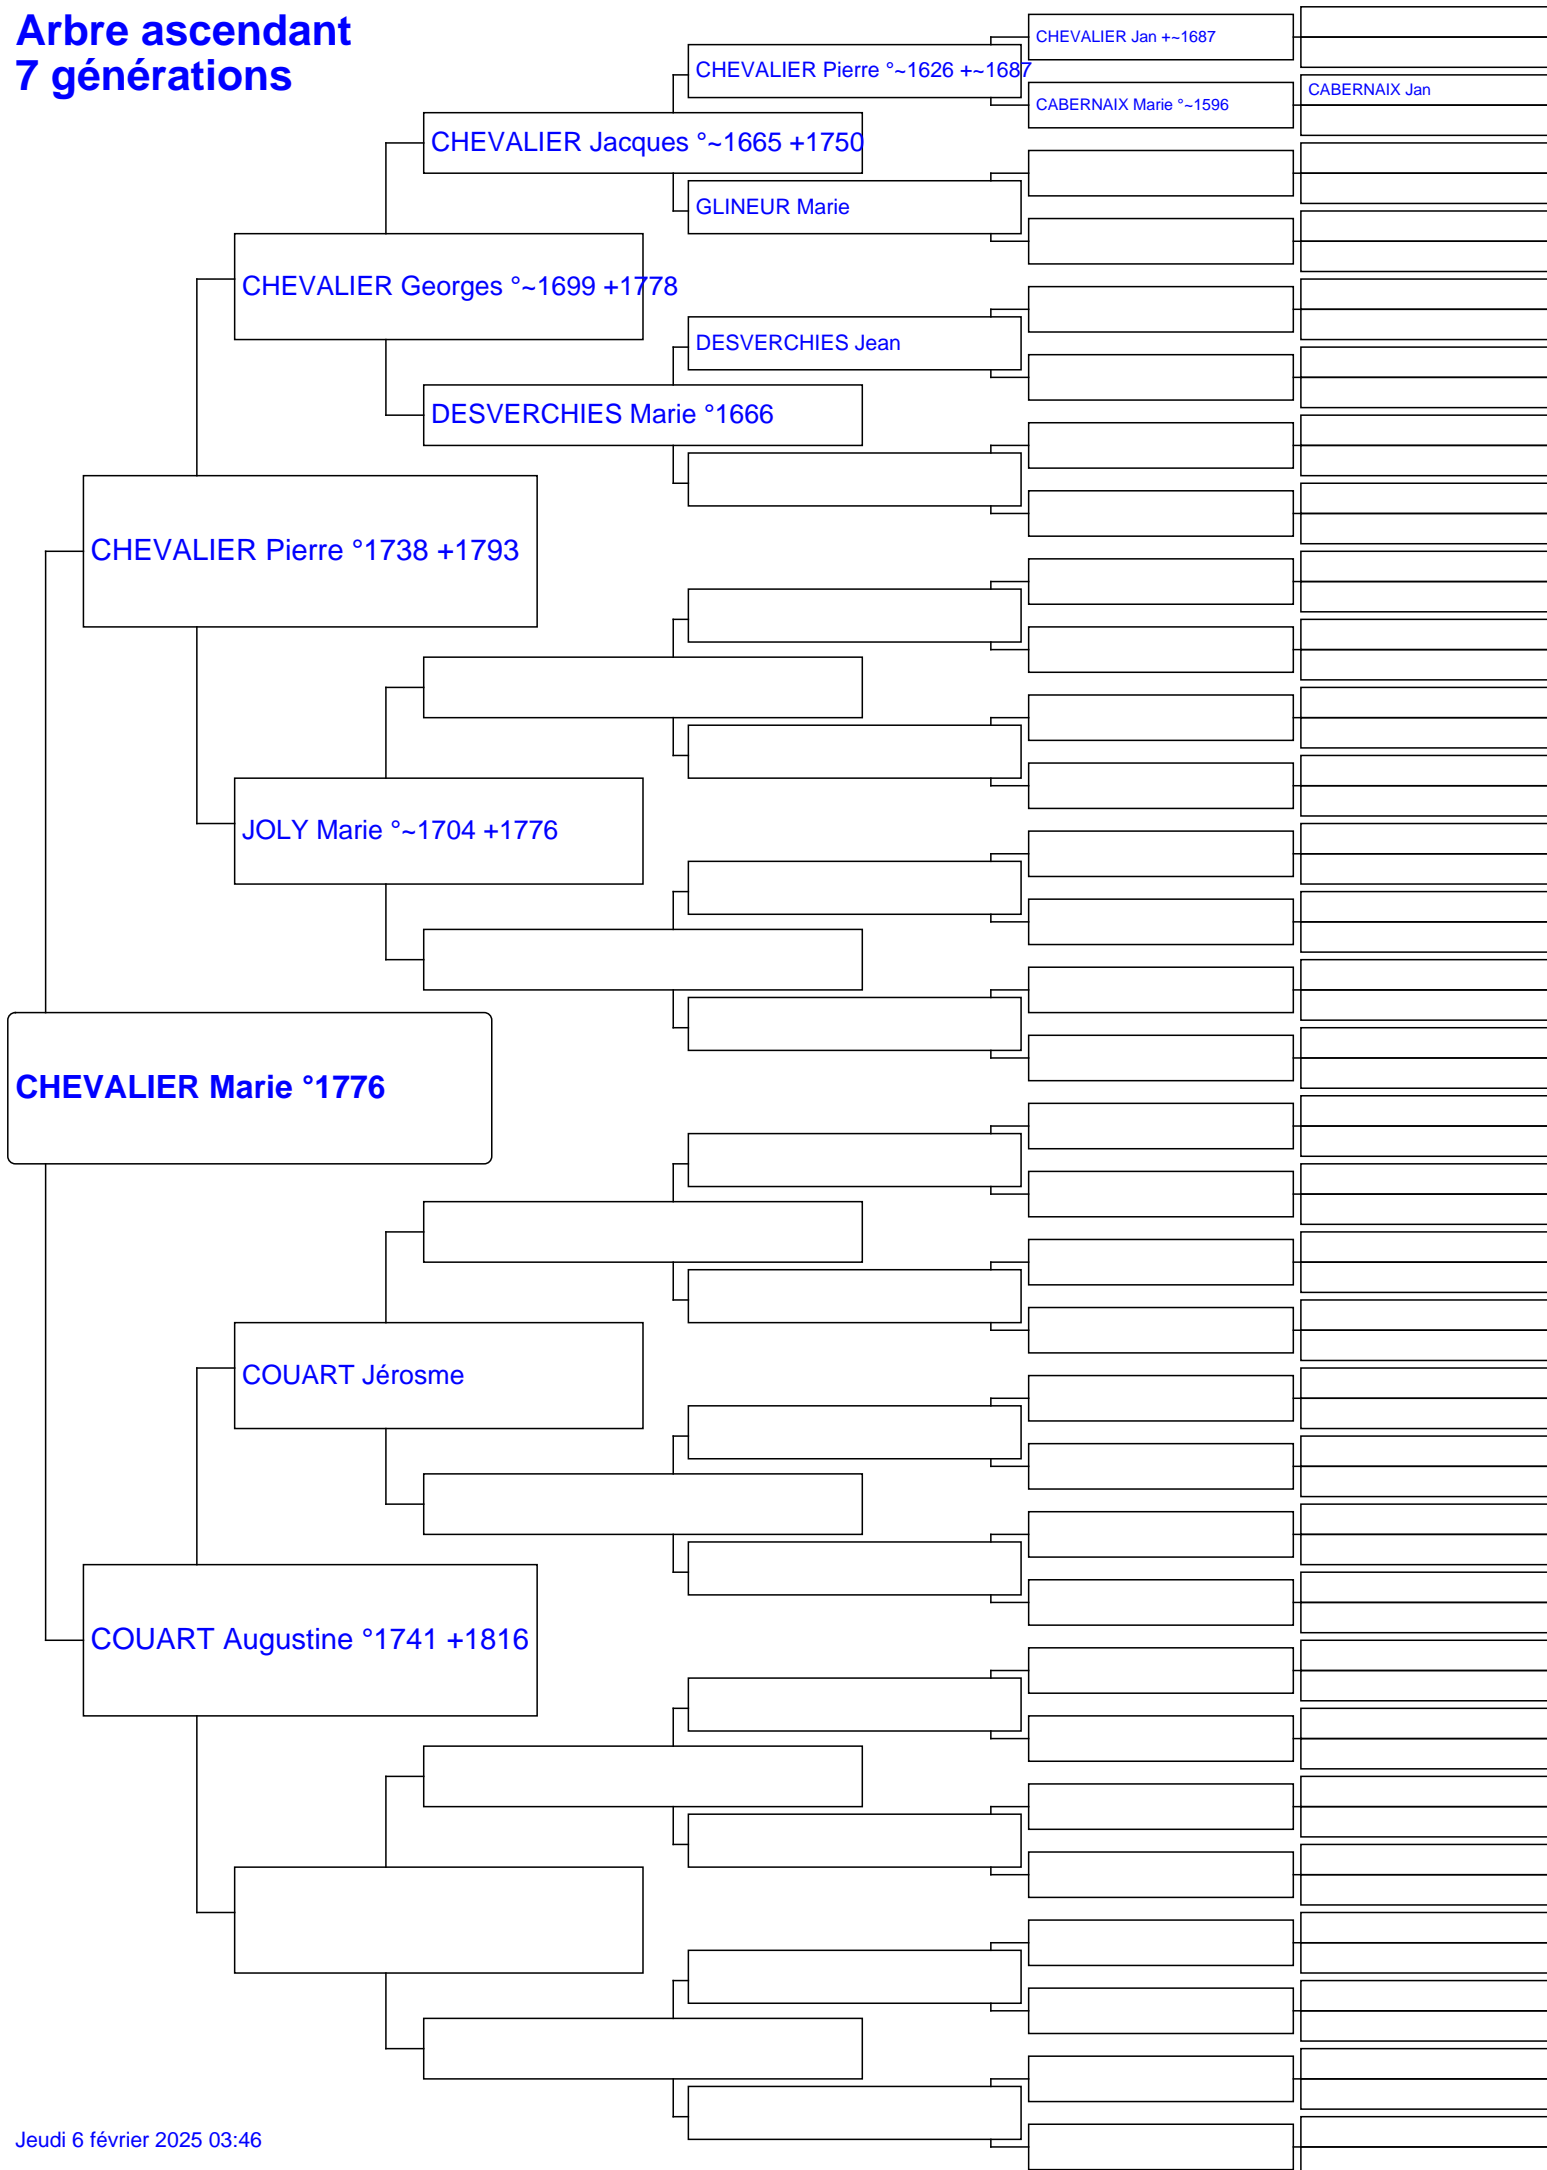 Arbre ascendant
7 générations
CHEVALIER Jan +~1687
CHEVALIER Pierre °~1626 +~1687
CABERNAIX Jan
CABERNAIX Marie °~1596
CHEVALIER Jacques °~1665 +1750
GLINEUR Marie
CHEVALIER Georges °~1699 +1778
DESVERCHIES Jean
DESVERCHIES Marie °1666
CHEVALIER Pierre °1738 +1793
JOLY Marie °~1704 +1776
CHEVALIER Marie °1776
COUART Jérosme
COUART Augustine °1741 +1816
Jeudi 6 février 2025 03:46